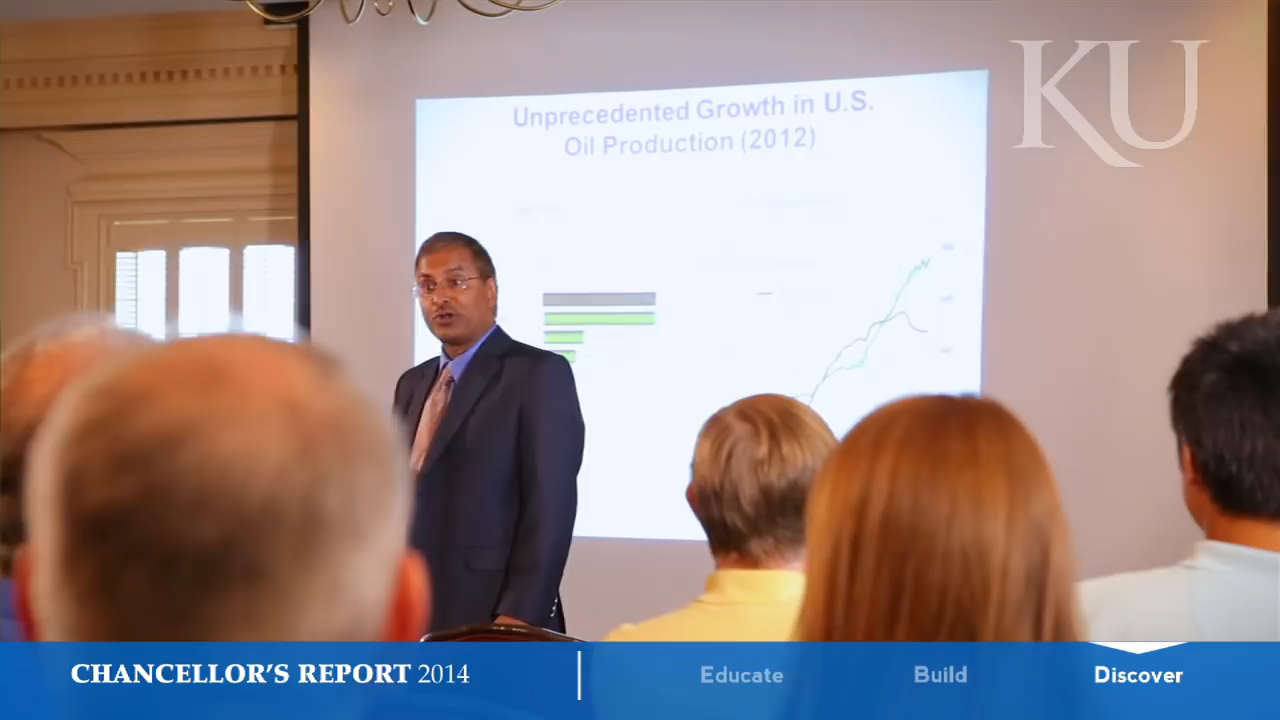 KU
Unprecedented Growth in U.S.
Oil Production (2012)
CHANCELLOR'S REPORT 2014
Educate
Build
Discover